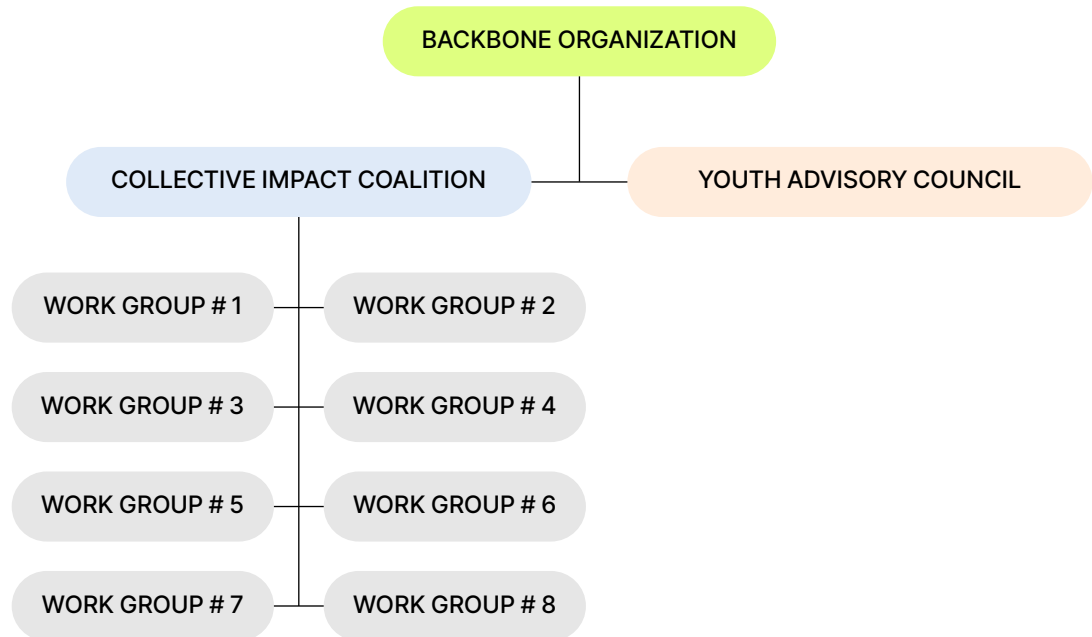 BACKBONE ORGANIZATION
COLLECTIVE IMPACT COALITION
YOUTH ADVISORY COUNCIL
WORK GROUP # 1
WORK GROUP # 2
WORK GROUP # 3
WORK GROUP # 4
WORK GROUP # 5
WORK GROUP # 6
WORK GROUP # 7
WORK GROUP # 8